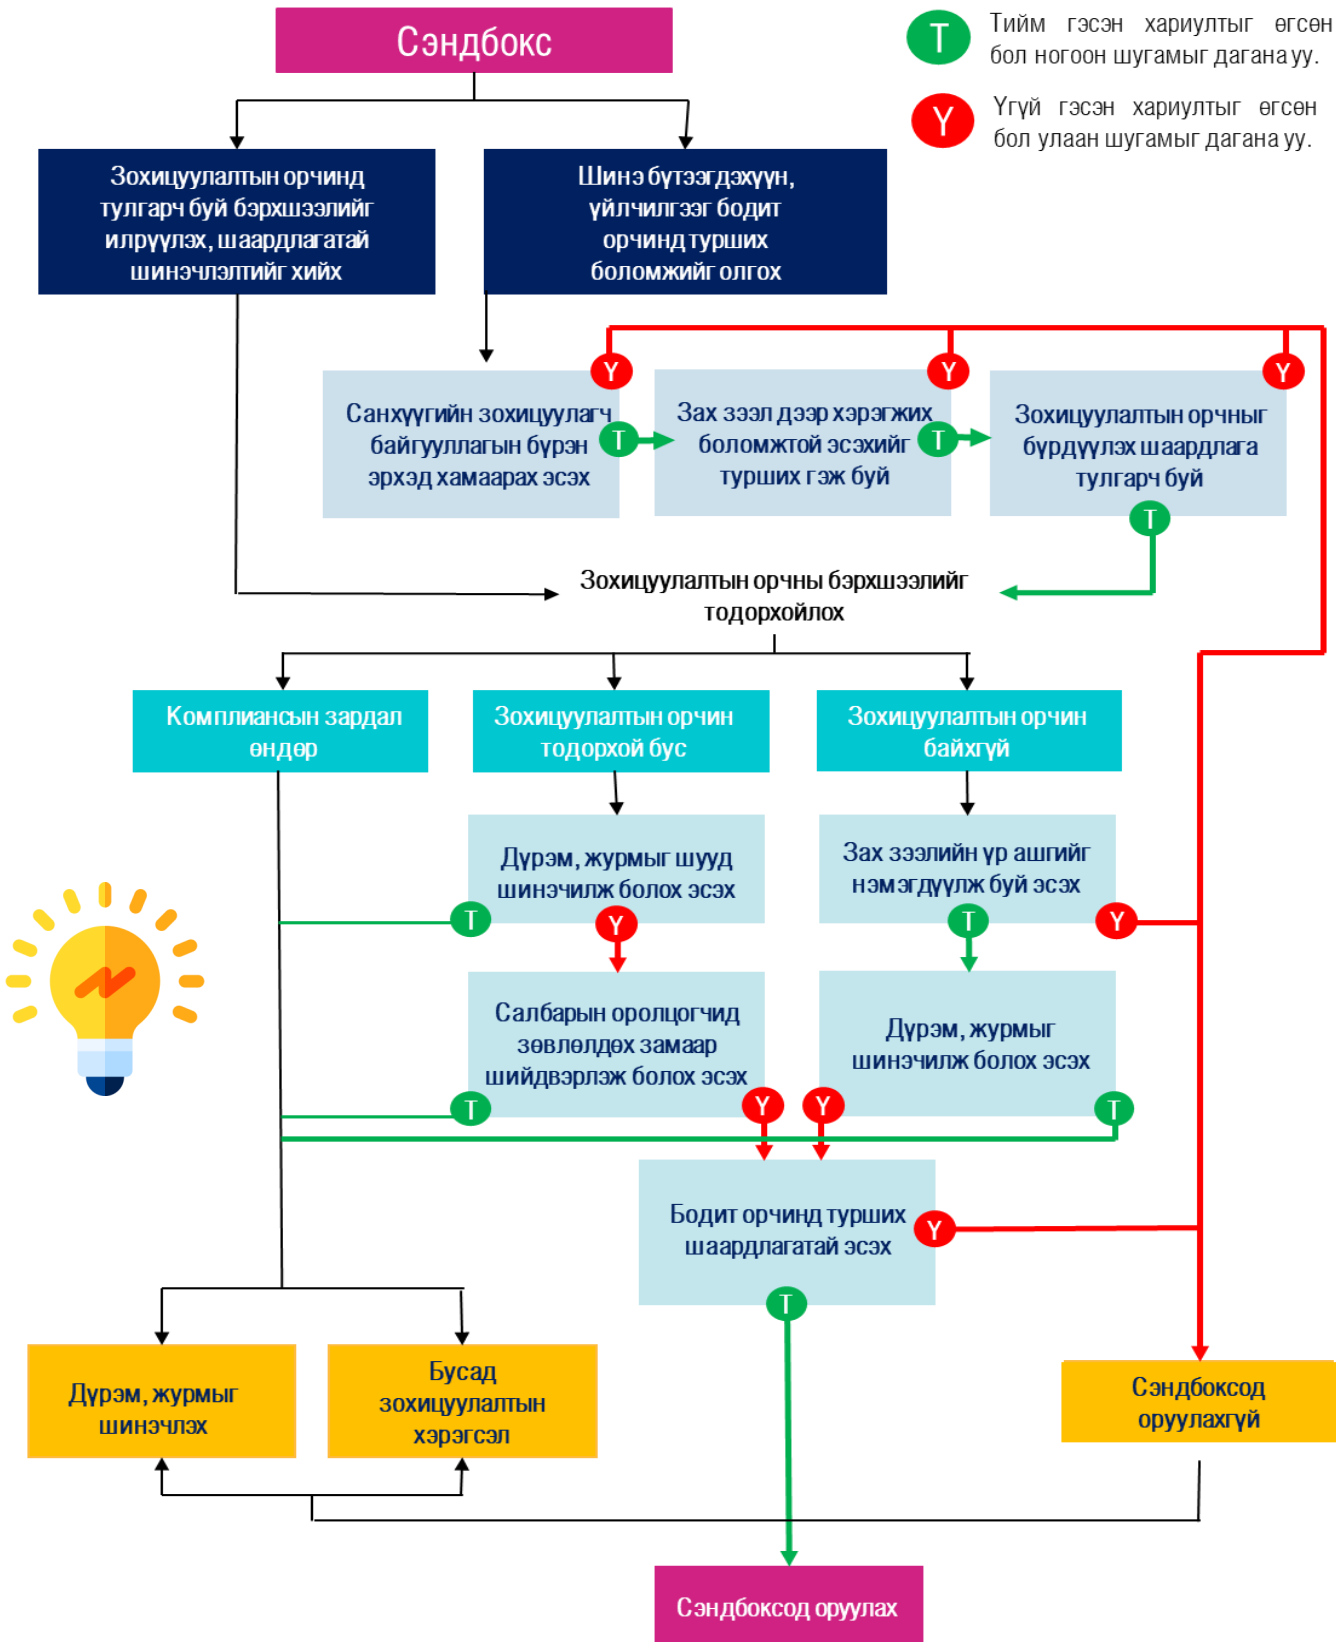 Сэндбокс
Т
Тийм гэсэн хариултыг өгсөн
бол ногоон шугамыг дагана уу.
Ү
Үгүй гэсэн хариултыг өгсөн
бол улаан шугамыг дагана уу.
Зохицуулалтын орчинд
тулгарч буй бэрхшээлийг
илрүүлэх, шаардлагатай
шинэчлэлтийг хийх
Шинэ бүтээгдэхүүн,
үйлчилгээг бодит
орчинд турших
боломжийг олгох
Ү
Ү
Ү
Санхүүгийн зохицуулагч
байгууллагын бүрэн
эрхэд хамаарах эсэх
Т
Зах зээл дээр хэрэгжих
боломжтой эсэхийг
турших гэж буй
Т
Зохицуулалтын орчныг
бүрдүүлэх шаардлага
тулгарч буй
Т
Зохицуулалтын орчны бэрхшээлийг
тодорхойлох
Комплиансын зардал
өндөр
Зохицуулалтын орчин
тодорхой бус
Зохицуулалтын орчин
байхгүй
Дүрэм, журмыг шууд
шинэчилж болох эсэх
Т
Ү
Зах зээлийн үр ашгийг
нэмэгдүүлж буй эсэх
Т
Ү
Салбарын оролцогчид
зөвлөлдөх замаар
шийдвэрлэж болох эсэх
Т
Ү
Дүрэм, журмыг
шинэчилж болох эсэх
Ү
Т
Бодит орчинд турших
шаардлагатай эсэх
Ү
Т
Дүрэм, журмыг
шинэчлэх
Бусад
зохицуулалтын
хэрэгсэл
Сэндбоксод
оруулахгүй
Сэндбоксод оруулах